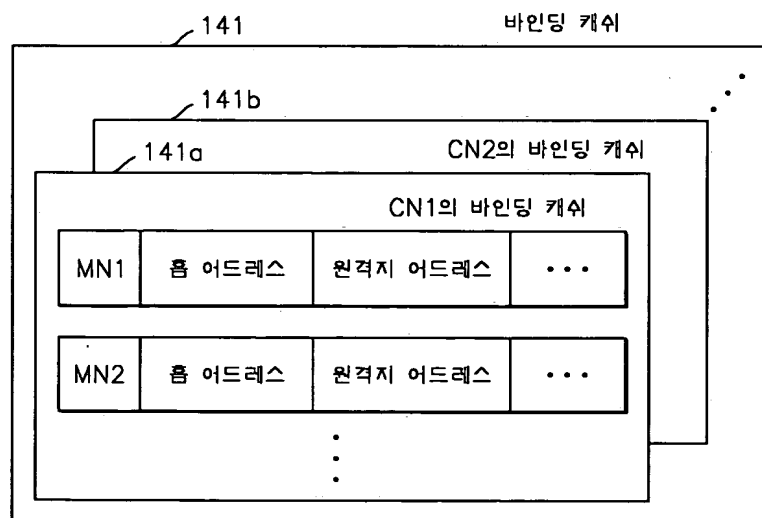 141 바인딩 캐쉬
141b
CN2의 바인딩 캐쉬
141a
CN1의 바인딩 캐쉬
MN1 홈 어드레스 원격지 어드레스 •••
MN2 홈 어드레스 원격지 어드레스 •••